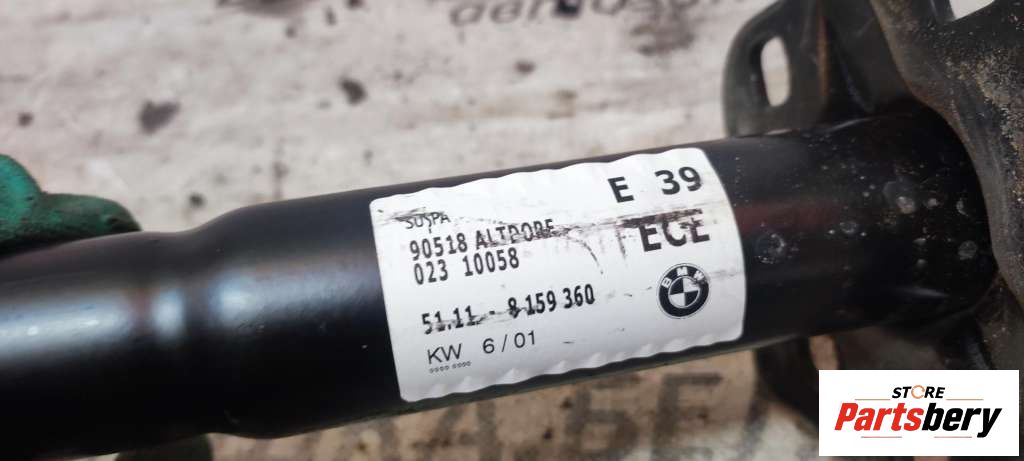 SUSPA
90518 ALTDORF
023 10058
51.11 - 8 159 360
KW 6/01
E 39
ECE
BMW
STORE
Partsbery